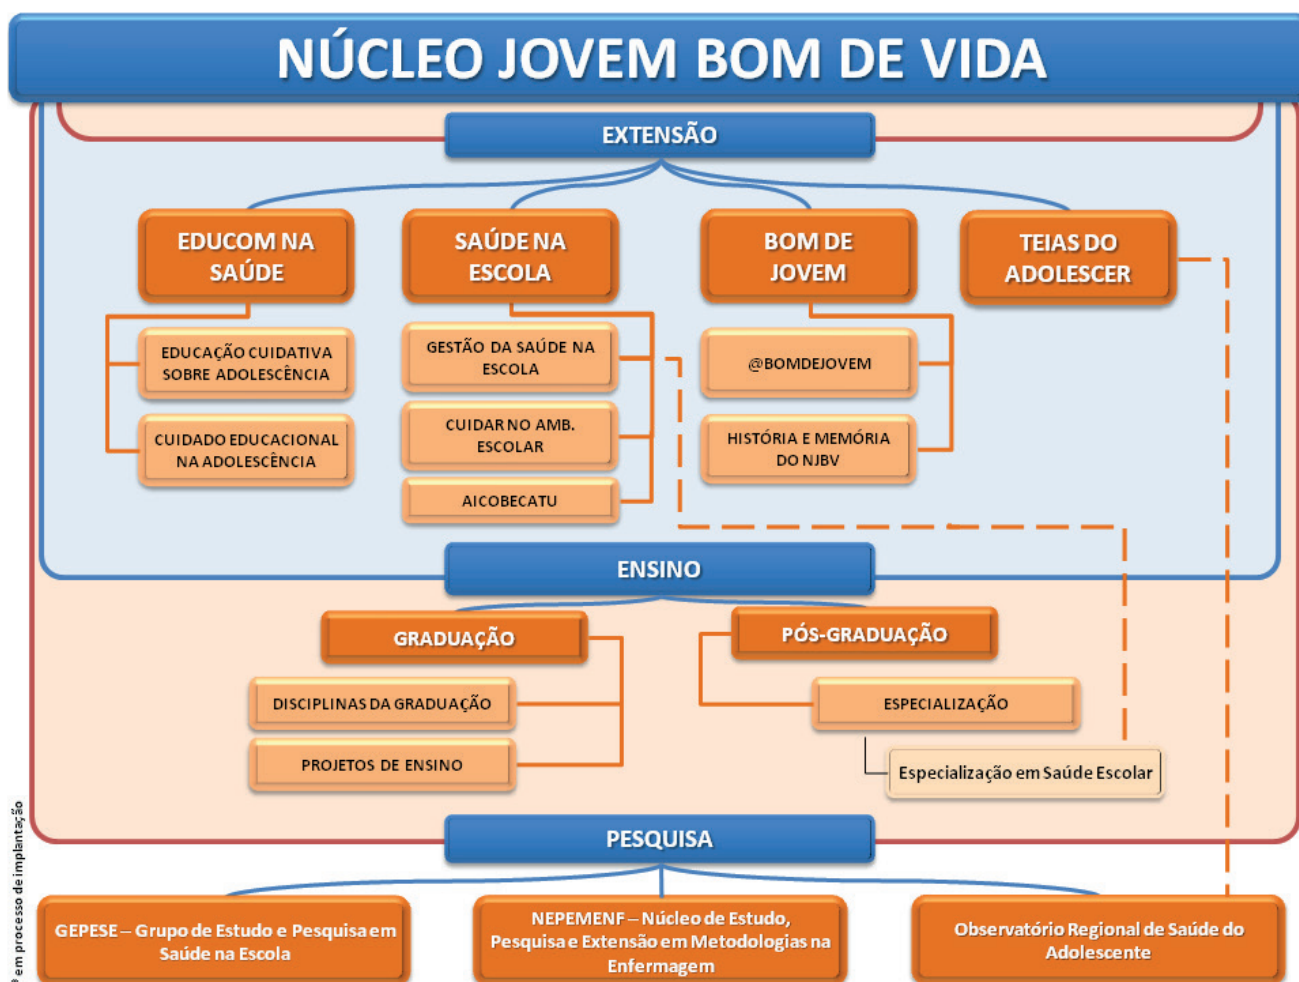 NÚCLEO JOVEM BOM DE VIDA
EXTENSÃO
EDUCOM NA
SAÚDE
SAÚDE NA
ESCOLA
BOM DE
JOVEM
TEIAS DO
ADOLESCER
EDUCAÇÃO CUIDATIVA
SOBRE ADOLESCÊNCIA
CUIDADO EDUCACIONAL
NA ADOLESCÊNCIA
GESTÃO DA SAÚDE NA
ESCOLA
CUIDAR NO AMB.
ESCOLAR
AICOBECATU
@BOMDEJOVEM
HISTÓRIA E MEMÓRIA
DO NJBV
ENSINO
GRADUAÇÃO
DISCIPLINAS DA GRADUAÇÃO
PROJETOS DE ENSINO
PÓS-GRADUAÇÃO
ESPECIALIZAÇÃO
Especialização em Saúde Escolar
PESQUISA
GEPESE – Grupo de Estudo e Pesquisa em
Saúde na Escola
NEPEMENF – Núcleo de Estudo,
Pesquisa e Extensão em Metodologias na
Enfermagem
Observatório Regional de Saúde do
Adolescente
em processo de implantação